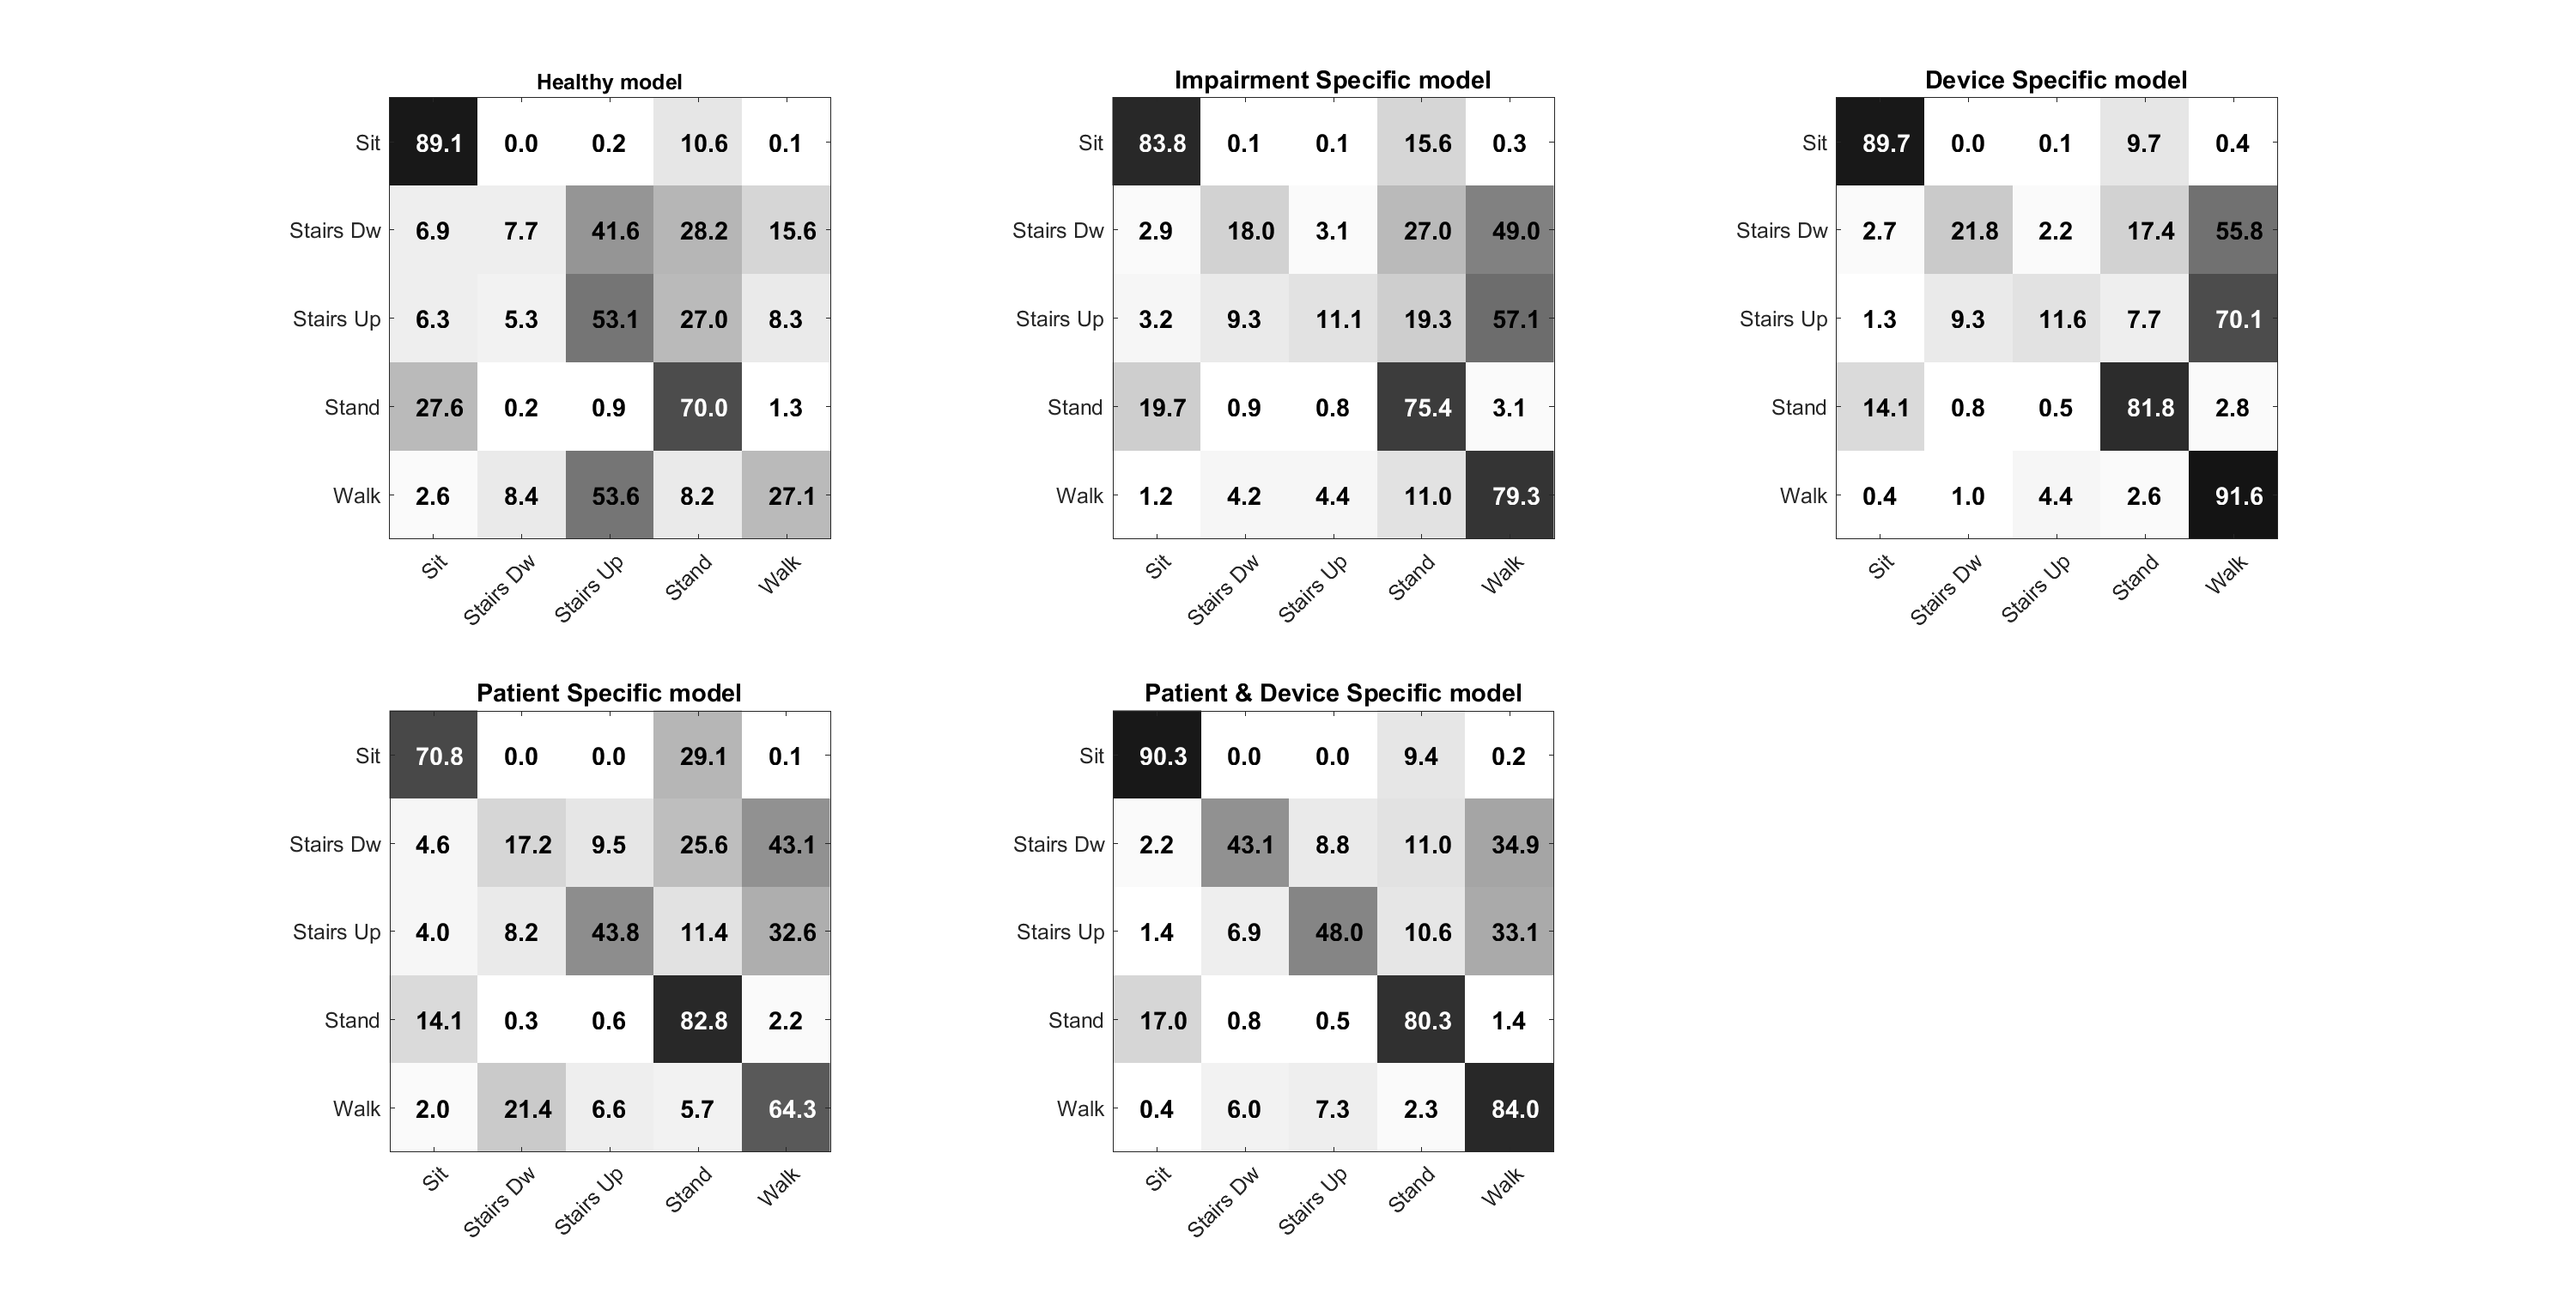 Healthy model
Sit 89.1 0.0 0.2 10.6 0.1
Stairs Dw 6.9 7.7 41.6 28.2 15.6
Stairs Up 6.3 5.3 53.1 27.0 8.3
Stand 27.6 0.2 0.9 70.0 1.3
Walk 2.6 8.4 53.6 8.2 27.1
Sit Stairs Dw Stairs Up Stand Walk
Impairment Specific model
Sit 83.8 0.1 0.1 15.6 0.3
Stairs Dw 2.9 18.0 3.1 27.0 49.0
Stairs Up 3.2 9.3 11.1 19.3 57.1
Stand 19.7 0.9 0.8 75.4 3.1
Walk 1.2 4.2 4.4 11.0 79.3
Sit Stairs Dw Stairs Up Stand Walk
Device Specific model
Sit 89.7 0.0 0.1 9.7 0.4
Stairs Dw 2.7 21.8 2.2 17.4 55.8
Stairs Up 1.3 9.3 11.6 7.7 70.1
Stand 14.1 0.8 0.5 81.8 2.8
Walk 0.4 1.0 4.4 2.6 91.6
Sit Stairs Dw Stairs Up Stand Walk
Patient Specific model
Sit 70.8 0.0 0.0 29.1 0.1
Stairs Dw 4.6 17.2 9.5 25.6 43.1
Stairs Up 4.0 8.2 43.8 11.4 32.6
Stand 14.1 0.3 0.6 82.8 2.2
Walk 2.0 21.4 6.6 5.7 64.3
Sit Stairs Dw Stairs Up Stand Walk
Patient & Device Specific model
Sit 90.3 0.0 0.0 9.4 0.2
Stairs Dw 2.2 43.1 8.8 11.0 34.9
Stairs Up 1.4 6.9 48.0 10.6 33.1
Stand 17.0 0.8 0.5 80.3 1.4
Walk 0.4 6.0 7.3 2.3 84.0
Sit Stairs Dw Stairs Up Stand Walk